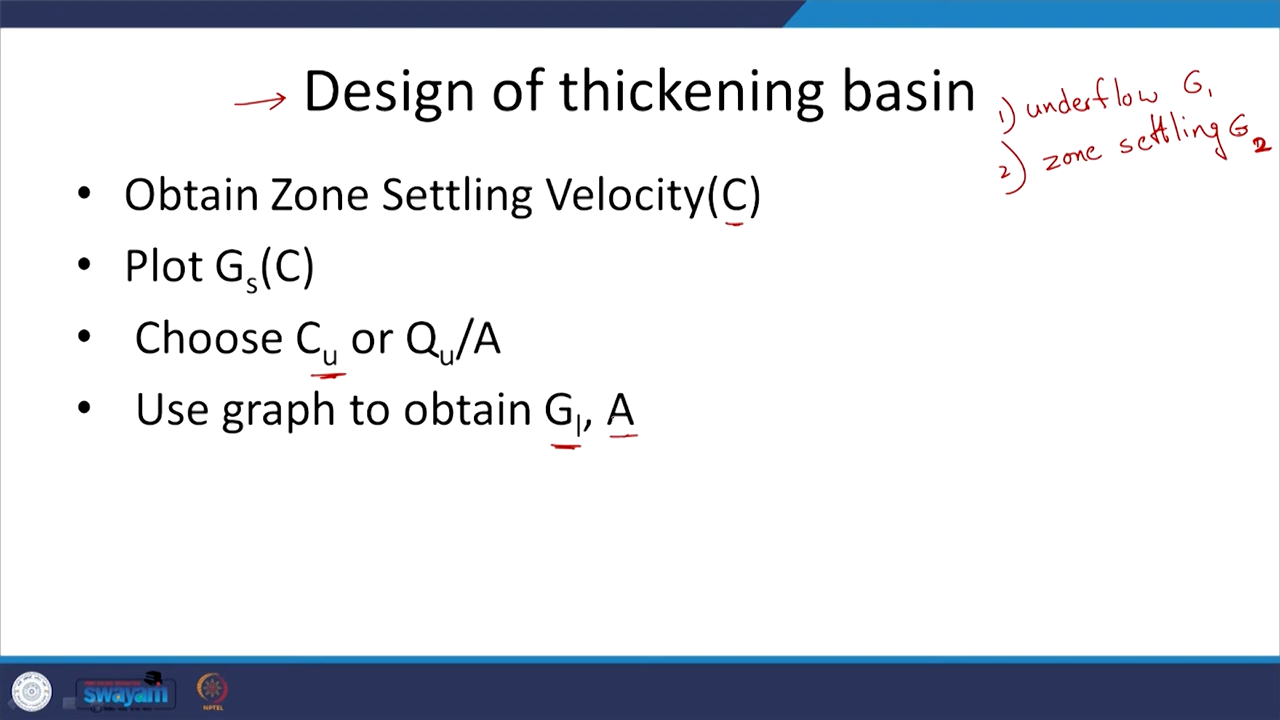 Design of thickening basin
1) underflow G1
2) zone settling G2
• Obtain Zone Settling Velocity(C)
• Plot Gs(C)
• Choose Cu or Qu/A
• Use graph to obtain Gl, A
swayam
NPTEL